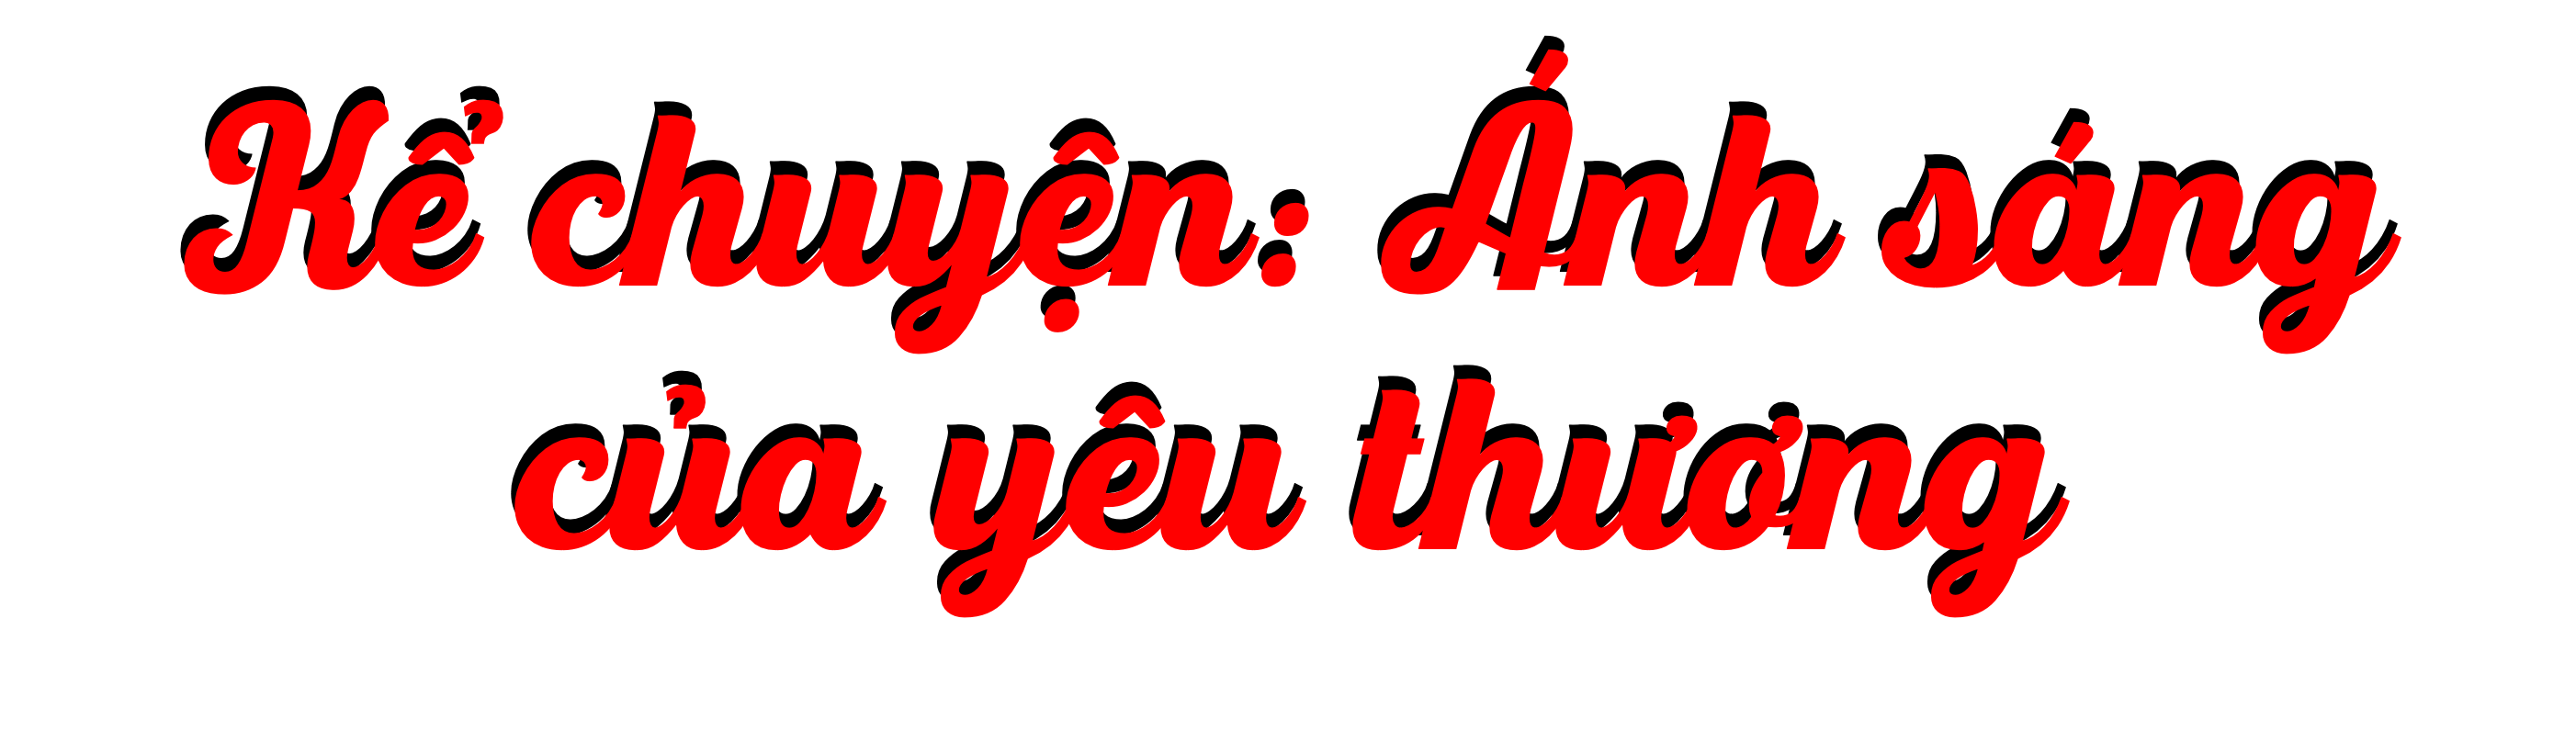 Kể chuyện: Ánh sáng
của yêu thương